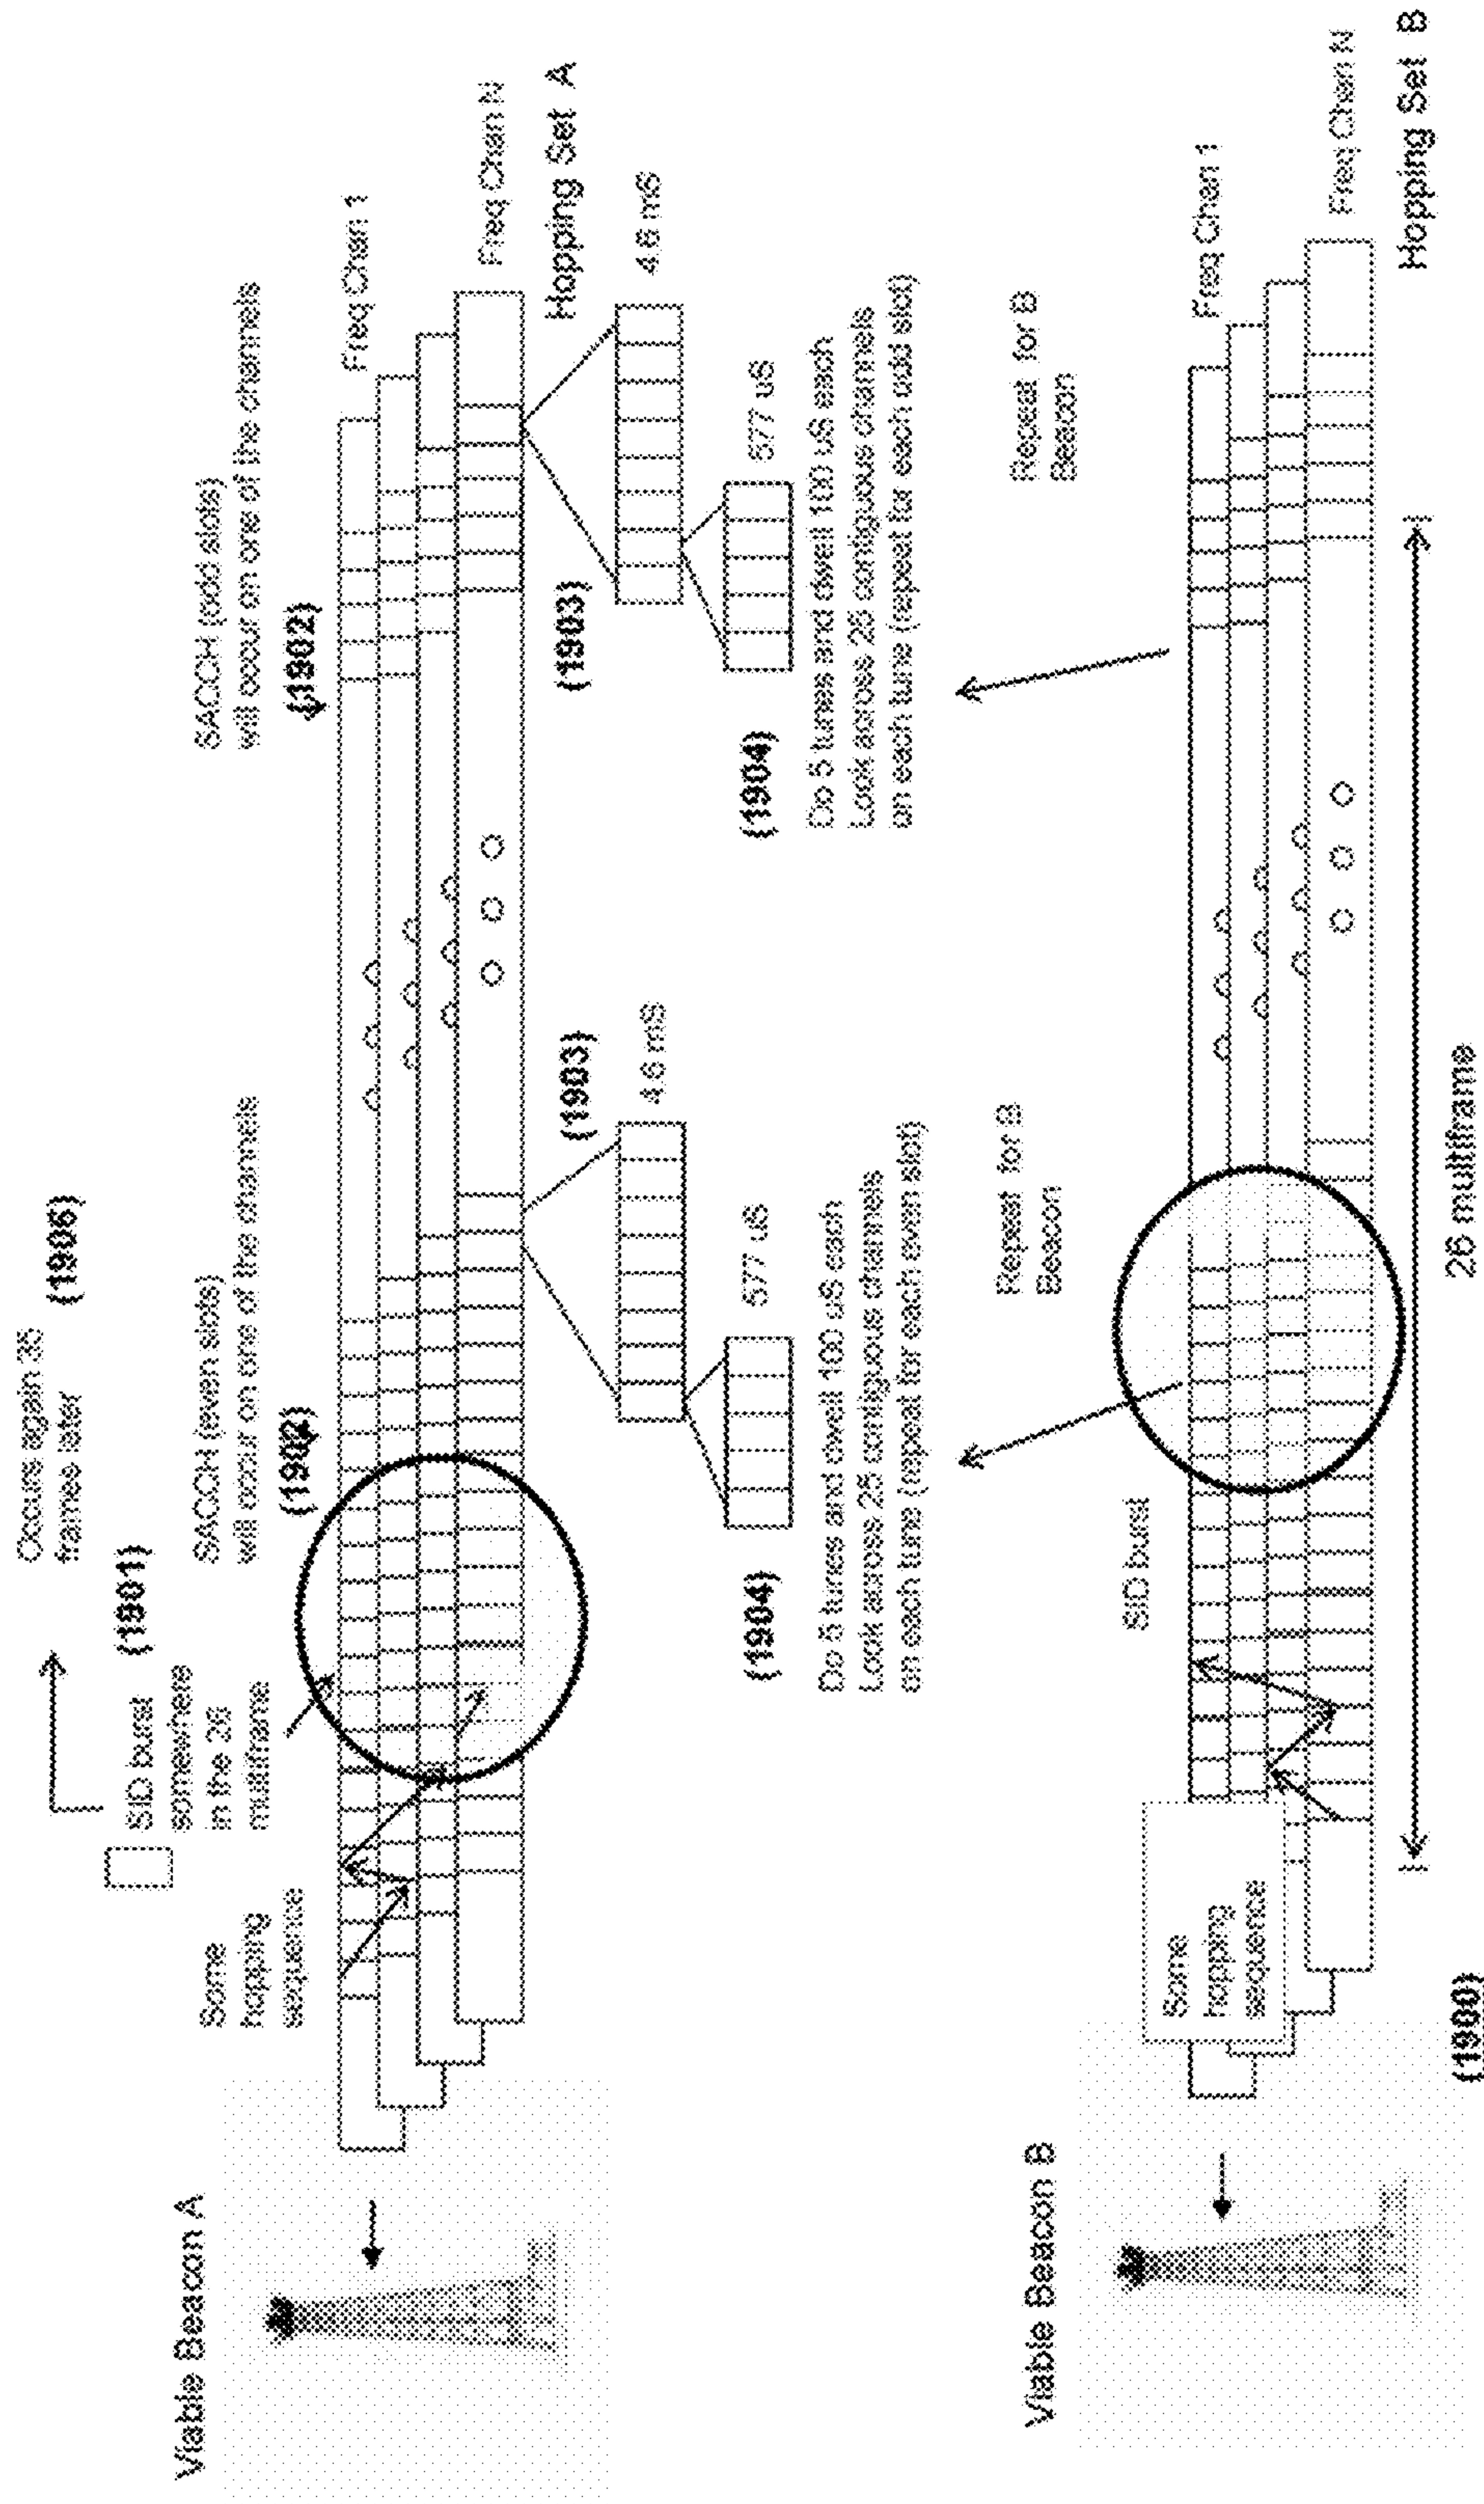 Occurs again 35
frames later
(1906)
(1901)
SID burst
somewhere
in the 26
multiframe
Some
hopping
sequence
SACCH (even slots)
will occur on one of the channels
(1902)
SACCH (odd slots)
will occur on one of the channels
(1902)
Viable Beacon A
Freq Chan 1
Freq Chan N
Hopping Set A
(1903)
4.6 mS
577 uS
(1904)
Do 5 tunes and dwell 100 uS each
Look across 25 contiguous channels
on each tune (repeat for each even slot)
(1903)
4.6 mS
577 uS
(1904)
Do 5 tunes and dwell 100 uS each
Look across 25 contiguous channels
on each tune (repeat for each odd slot)
Repeat for B
Beacon
Repeat for B
Beacon
Viable Beacon B
SID burst
Some
hopping
sequence
Freq Chan 1
Freq Chan N
Hopping Set B
26 multiframe
(1900)